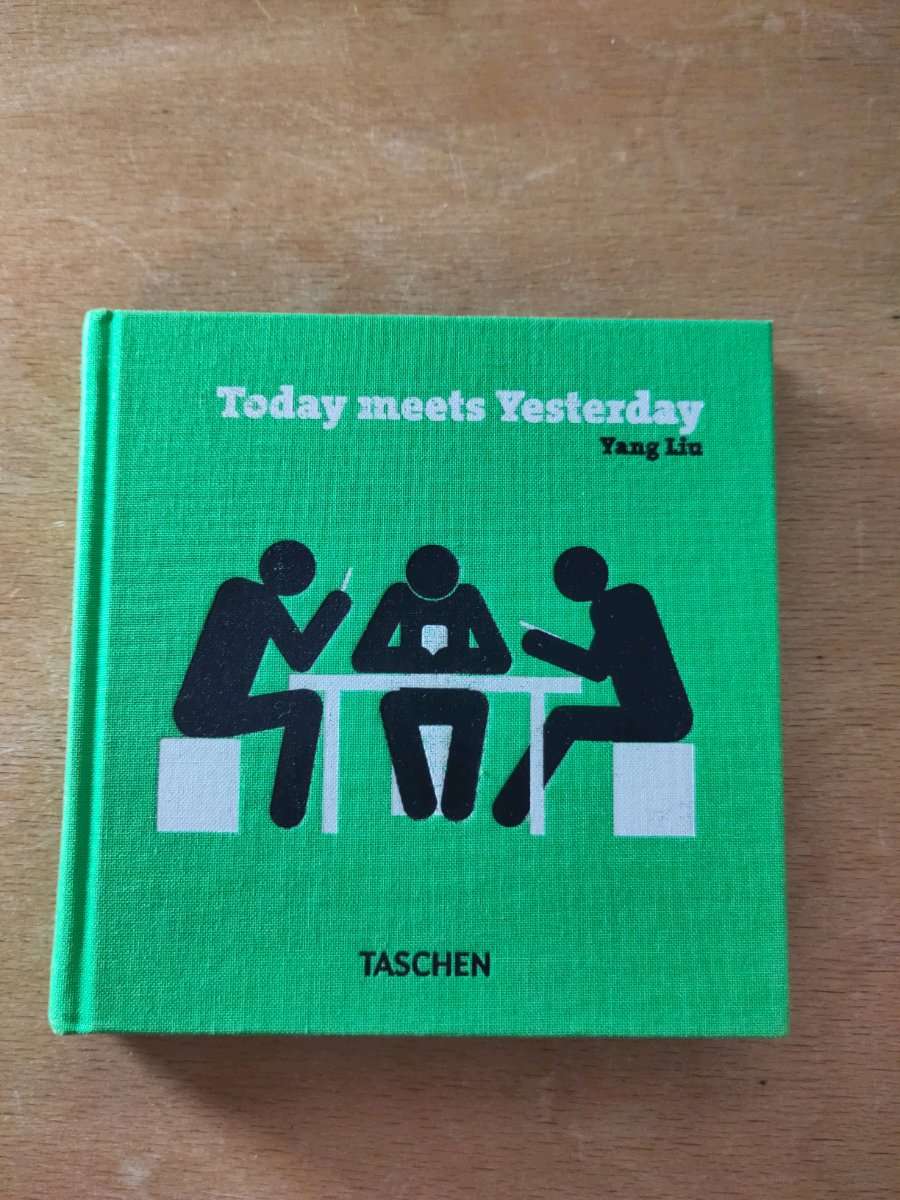 Today meets Yesterday
Yang Liu
TASCHEN